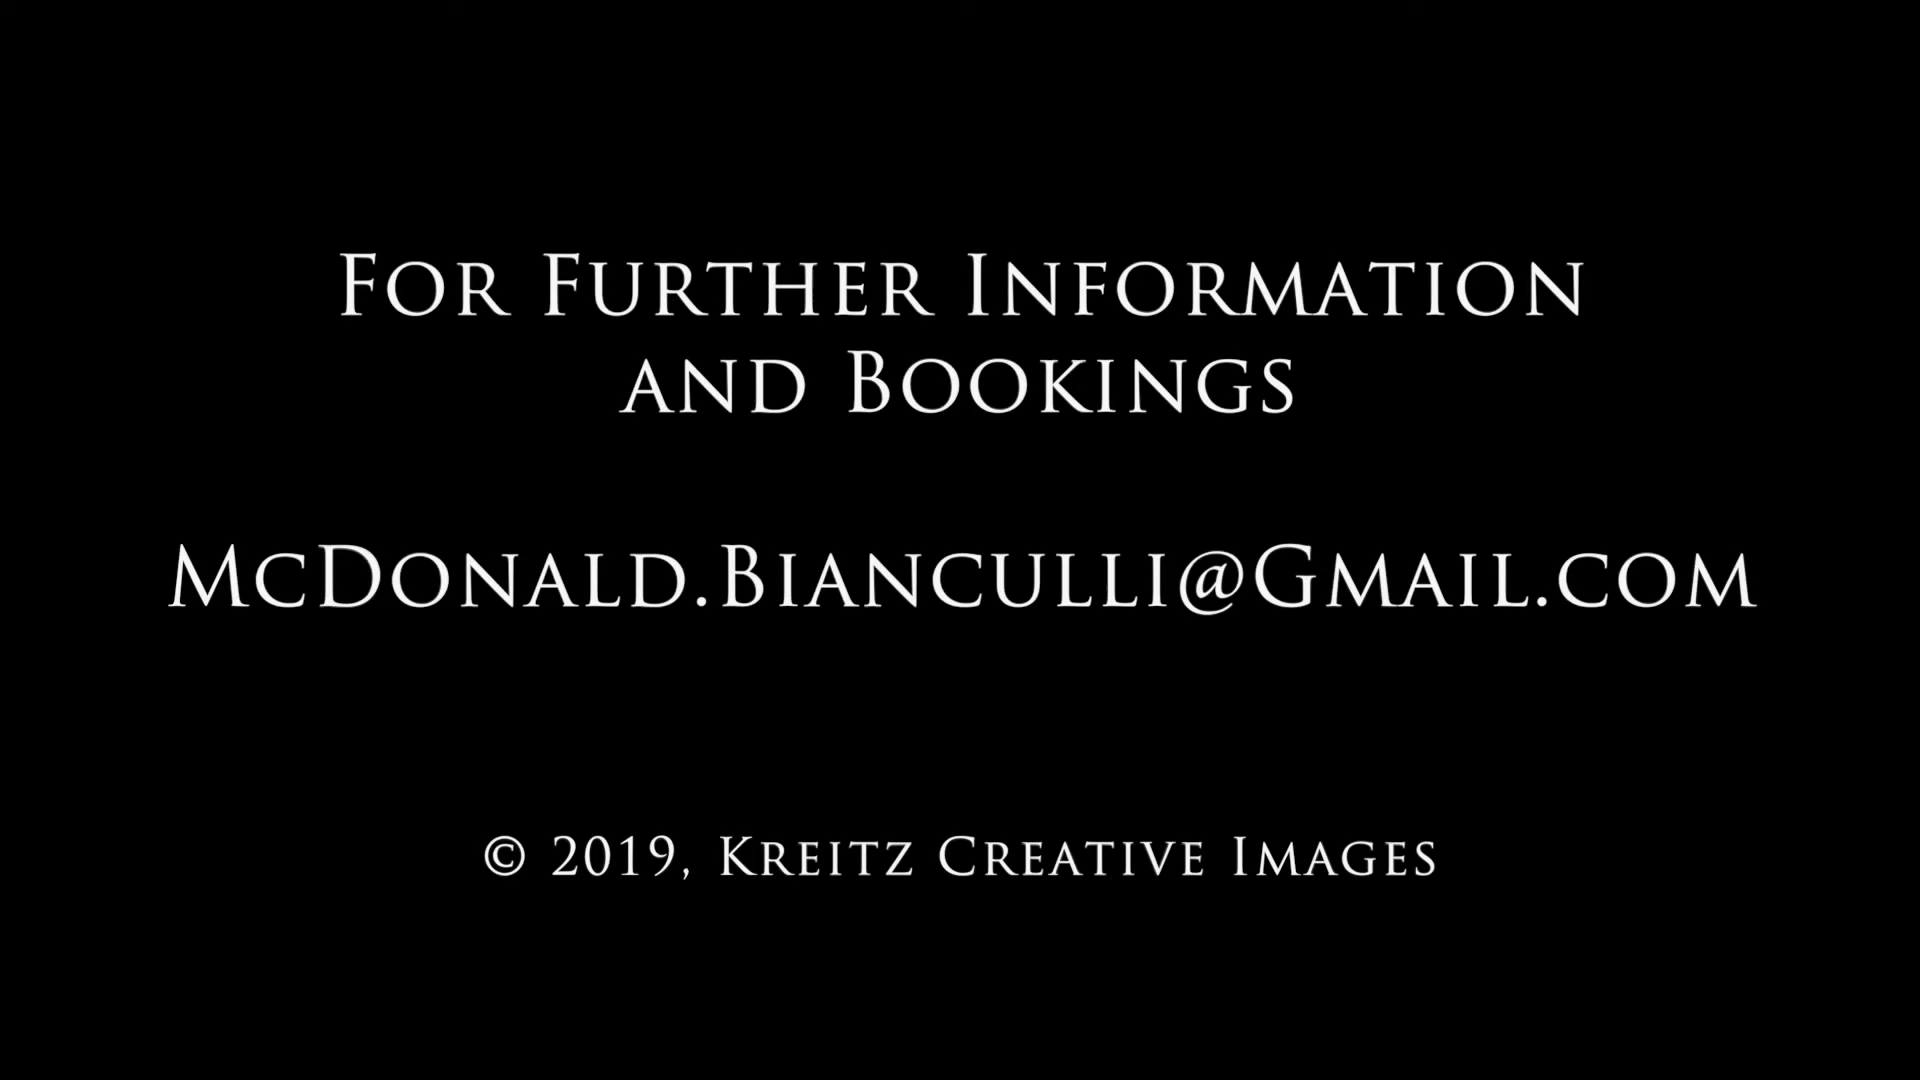 For Further Information
and Bookings
McDonald.Bianculli@Gmail.com
© 2019, Kreitz Creative Images